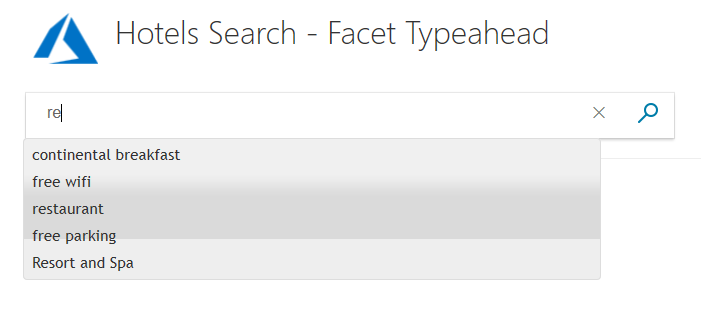 Hotels Search - Facet Typeahead
re
continental breakfast
free wifi
restaurant
free parking
Resort and Spa